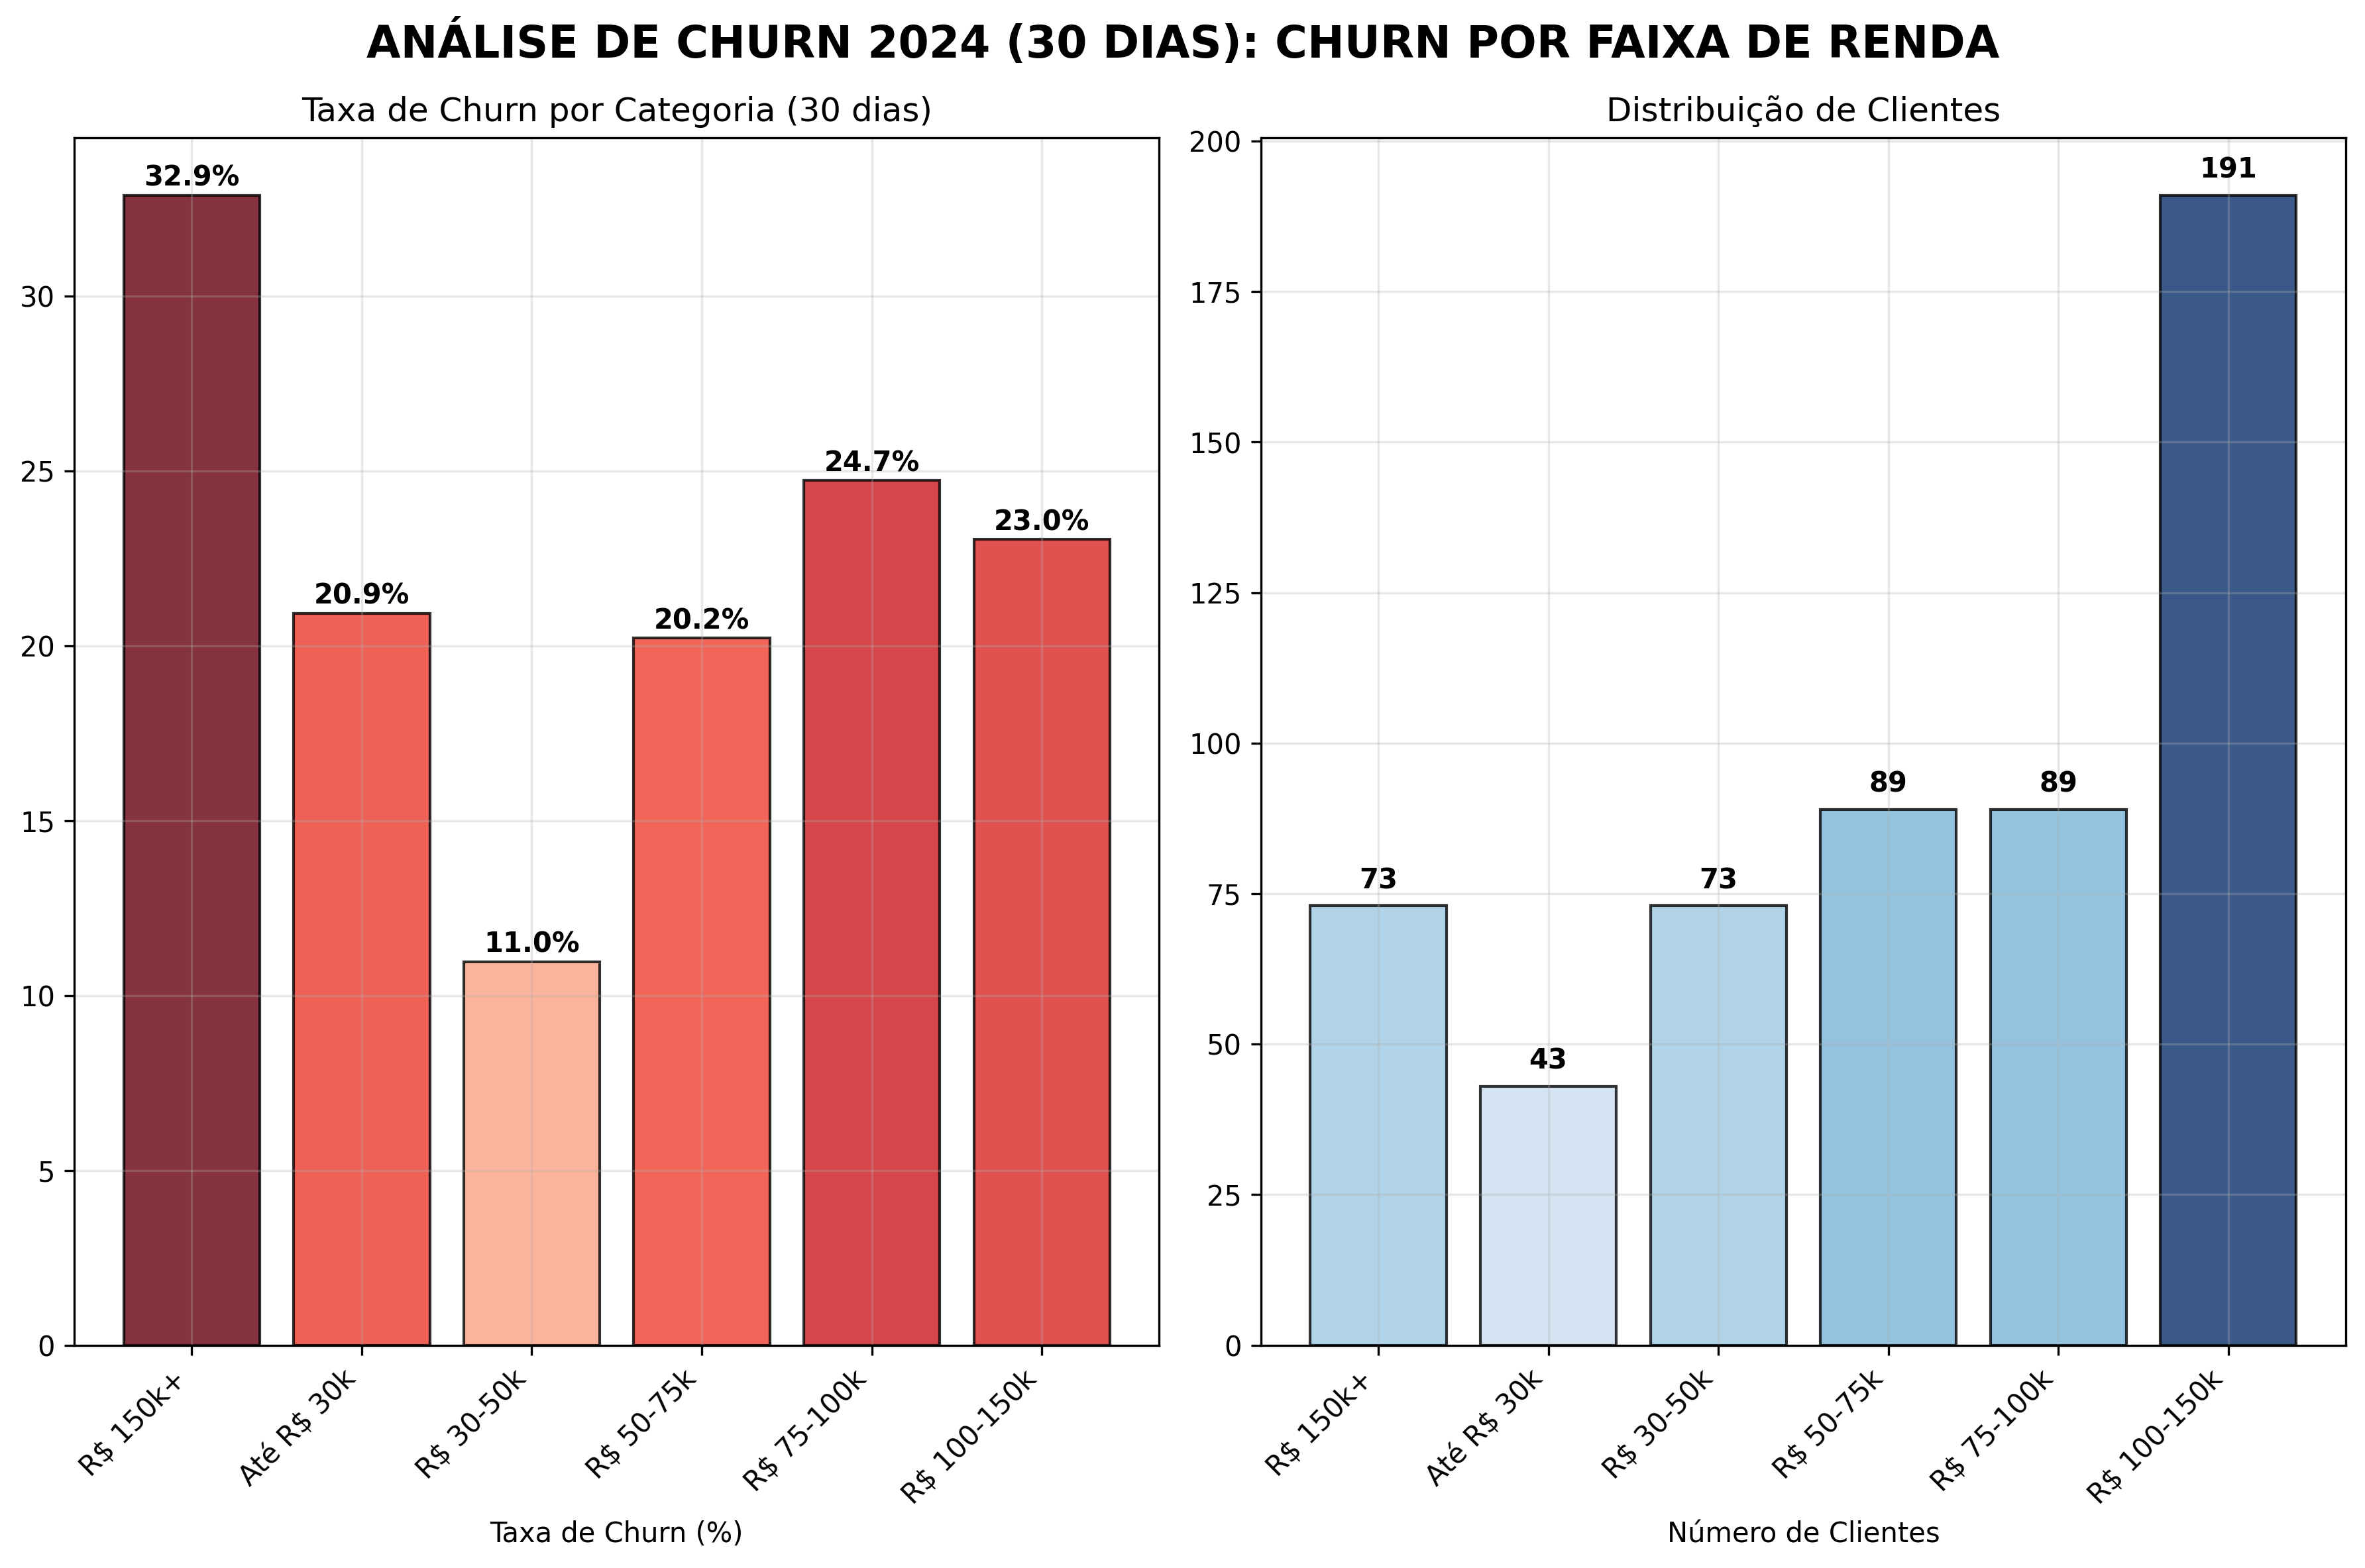 ANÁLISE DE CHURN 2024 (30 DIAS): CHURN POR FAIXA DE RENDA
Taxa de Churn por Categoria (30 dias)
32.9%
20.9%
11.0%
20.2%
24.7%
23.0%
30
25
20
15
10
5
0
R$ 150k+
Até R$ 30k
R$ 30-50k
R$ 50-75k
R$ 75-100k
R$ 100-150k
Taxa de Churn (%)
Distribuição de Clientes
200
175
150
125
100
75
50
25
0
73
43
73
89
89
191
R$ 150k+
Até R$ 30k
R$ 30-50k
R$ 50-75k
R$ 75-100k
R$ 100-150k
Número de Clientes